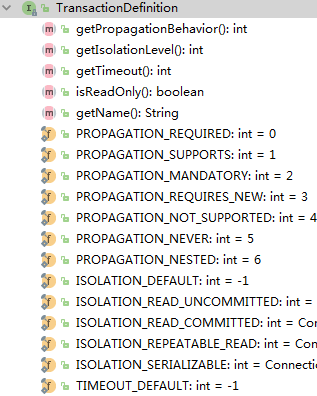 TransactionDefinition
getPropagationBehavior(): int
getIsolationLevel(): int
getTimeout(): int
isReadOnly(): boolean
getName(): String
PROPAGATION_REQUIRED: int = 0
PROPAGATION_SUPPORTS: int = 1
PROPAGATION_MANDATORY: int = 2
PROPAGATION_REQUIRES_NEW: int = 3
PROPAGATION_NOT_SUPPORTED: int = 4
PROPAGATION_NEVER: int = 5
PROPAGATION_NESTED: int = 6
ISOLATION_DEFAULT: int = -1
ISOLATION_READ_UNCOMMITTED: int =
ISOLATION_READ_COMMITTED: int = Con
ISOLATION_REPEATABLE_READ: int = Co
ISOLATION_SERIALIZABLE: int = Connectio
TIMEOUT_DEFAULT: int = -1